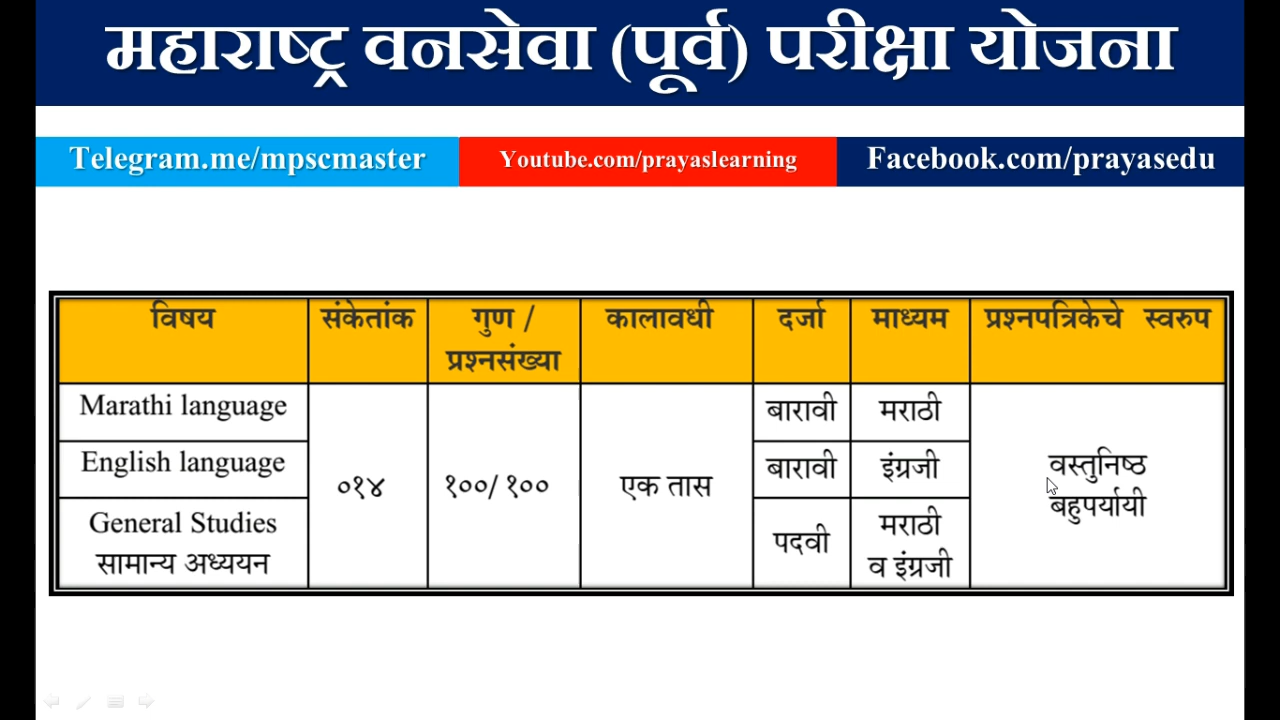 महाराष्ट्र वनसेवा (पूर्व) परीक्षा योजना
Telegram.me/mpscmaster Youtube.com/prayaslearning Facebook.com/prayasedu
विषय संकेतांक गुण / प्रश्नसंख्या कालावधी दर्जा माध्यम प्रश्नपत्रिकेचे स्वरुप
Marathi language ०१४ १००/ १०० एक तास बारावी मराठी वस्तुनिष्ठ बहुपर्यायी
English language बारावी इंग्रजी
General Studies सामान्य अध्ययन पदवी मराठी व इंग्रजी